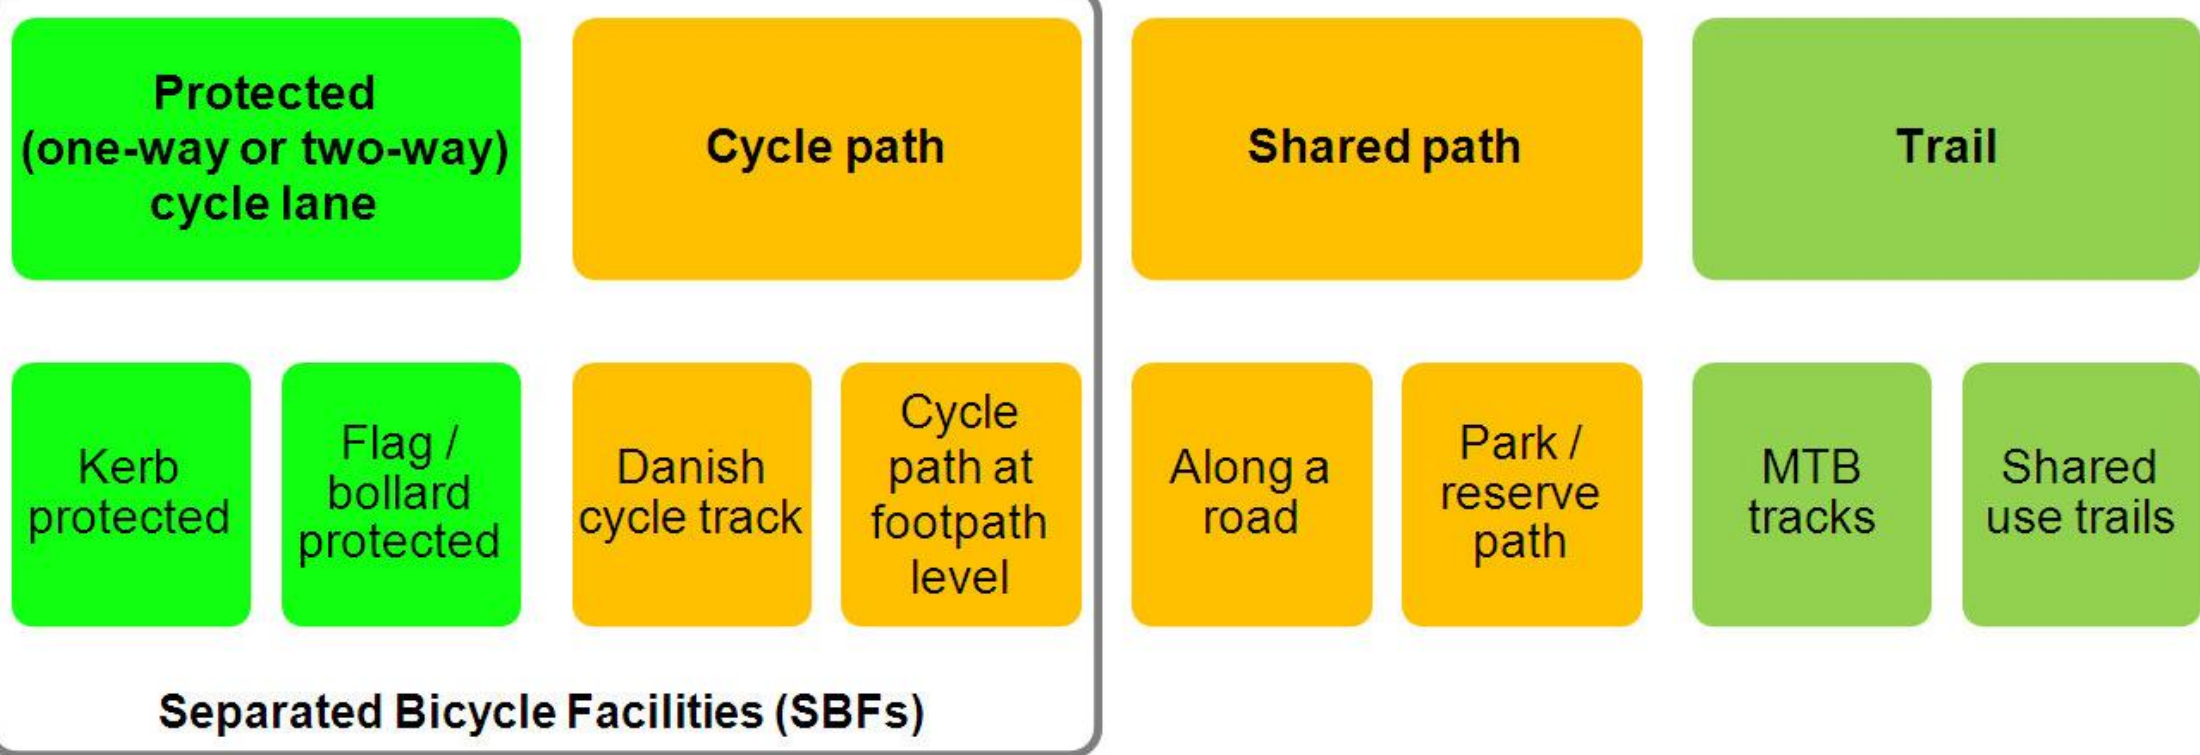 Protected
(one-way or two-way)
cycle lane
Cycle path
Shared path
Trail
Kerb
protected
Flag /
bollard
protected
Danish
cycle track
Cycle
path at
footpath
level
Along a
road
Park /
reserve
path
MTB
tracks
Shared
use trails
Separated Bicycle Facilities (SBFs)